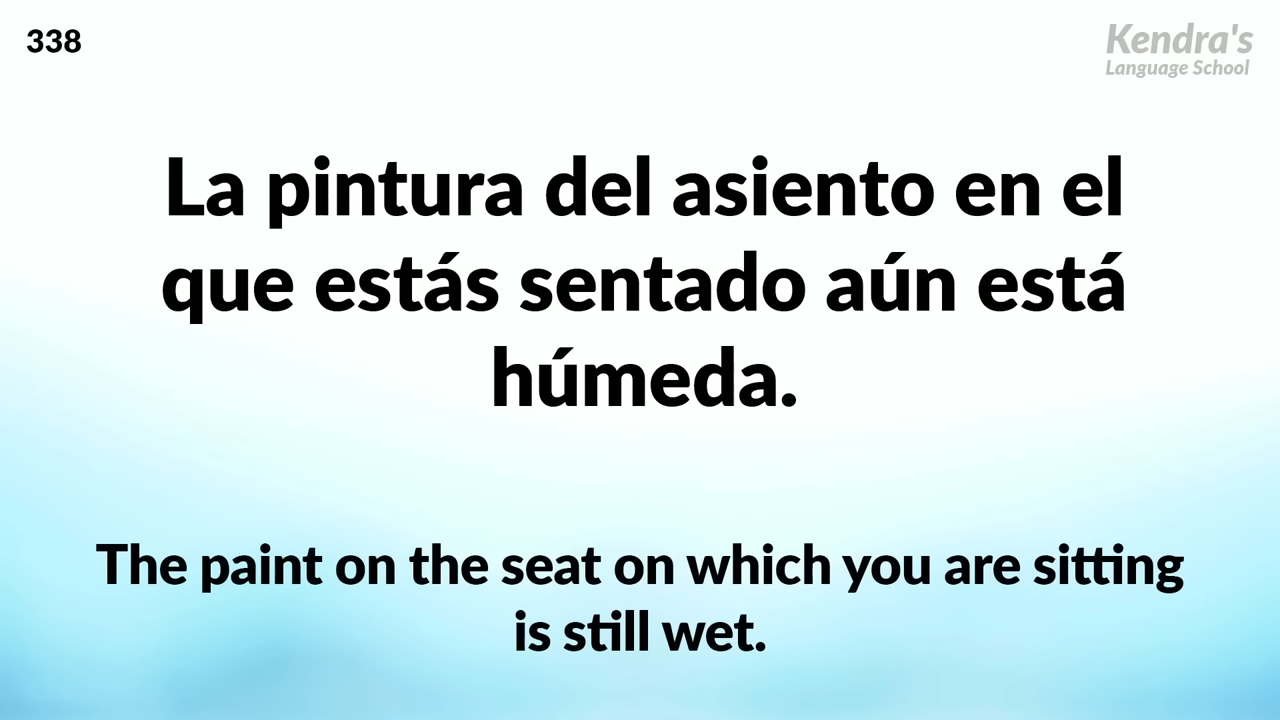 338
Kendra's
Language School
La pintura del asiento en el
que estás sentado aún está
húmeda.
The paint on the seat on which you are sitting
is still wet.